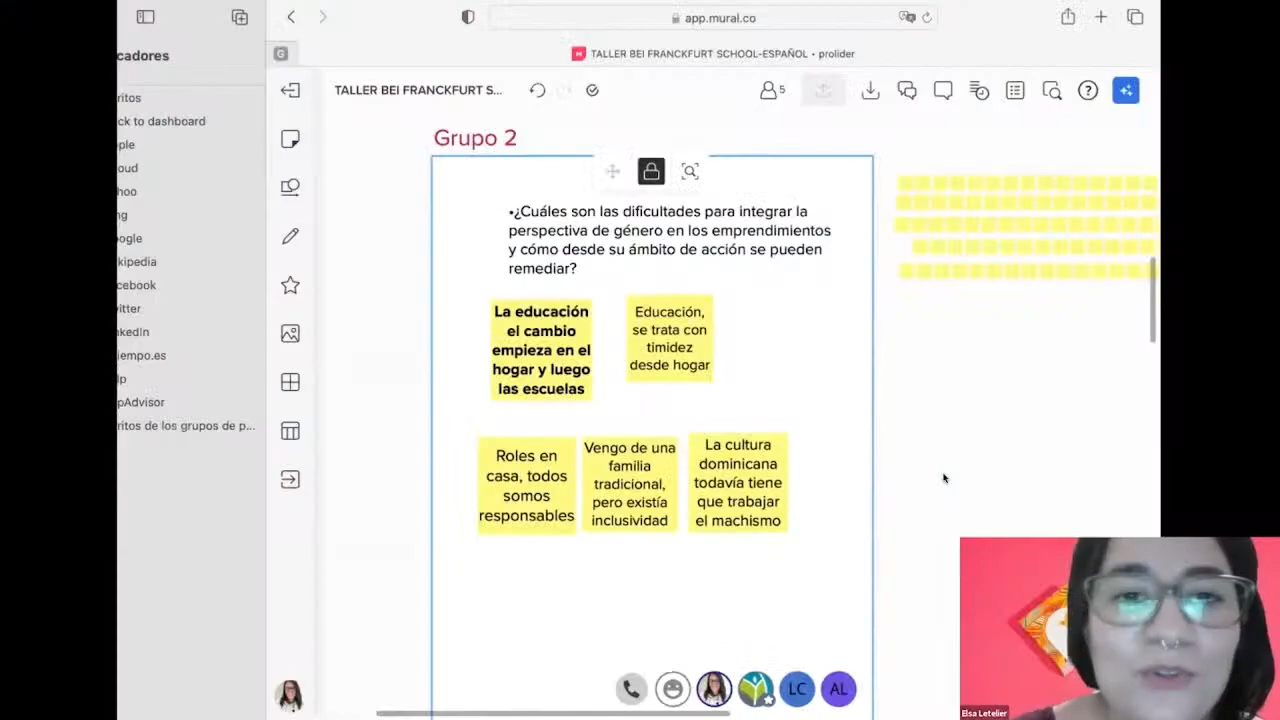 app.mural.co
G
TALLER BEI FRANCKFURT SCHOOL-ESPAÑOL • prolider
cadores
ritos
ck to dashboard
ple
oud
hoo
ng
ogle
kipedia
cebook
itter
nkedIn
iempo.es
lp
pAdvisor
ritos de los grupos de p...
TALLER BEI FRANCKFURT S...
5
Grupo 2
•¿Cuáles son las dificultades para integrar la
perspectiva de género en los emprendimientos
y cómo desde su ámbito de acción se pueden
remediar?
La educación
el cambio
empieza en el
hogar y luego
las escuelas
Educación,
se trata con
timidez
desde hogar
Roles en
casa, todos
somos
responsables
Vengo de una
familia
tradicional,
pero existía
inclusividad
La cultura
dominicana
todavía tiene
que trabajar
el machismo
LC
AL
Elsa Letelier